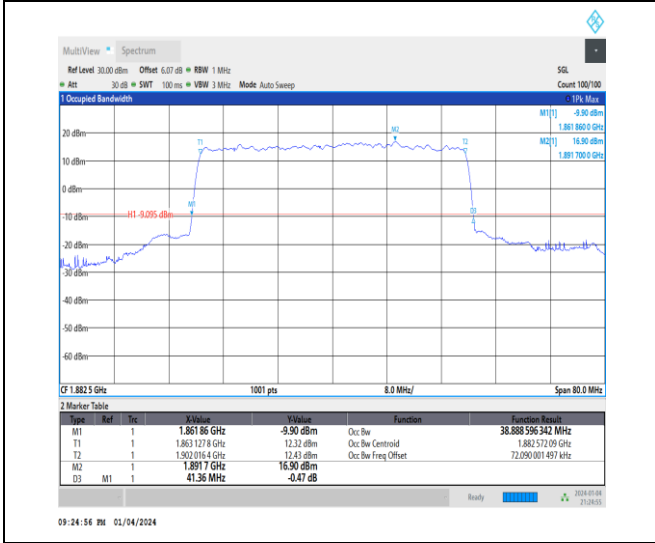 MultiView Spectrum
Ref Level 30.00 dBm Offset 6.07 dB RBW 1 MHz SGL
Att 30 dB SWT 100 ms VBW 3 MHz Mode Auto Sweep Count 100/100
1 Occupied Bandwidth 1Pk Max
M1[1] -9.90 dBm
1.861 860 0 GHz
M2[1] 16.90 dBm
1.891 700 0 GHz
20 dBm
M2
T1
T2
10 dBm
0 dBm
M1
D3
-10 dBm
H1 -9.095 dBm
-20 dBm
-30 dBm
-40 dBm
-50 dBm
-60 dBm
CF 1.882 5 GHz 1001 pts 8.0 MHz/ Span 80.0 MHz
2 Marker Table
Type Ref Trc X-Value Y-Value Function Function Result
M1 1 1.861 86 GHz -9.90 dBm Occ Bw 38.888 596 342 MHz
T1 1 1.863 127 8 GHz 12.32 dBm Occ Bw Centroid 1.882 572 09 GHz
T2 1 1.902 016 4 GHz 12.43 dBm Occ Bw Freq Offset 72.090 001 497 kHz
M2 1 1.891 7 GHz 16.90 dBm
D3 M1 1 41.36 MHz -0.47 dB
Ready 2024-01-04
21:24:55
09:24:56 PM 01/04/2024